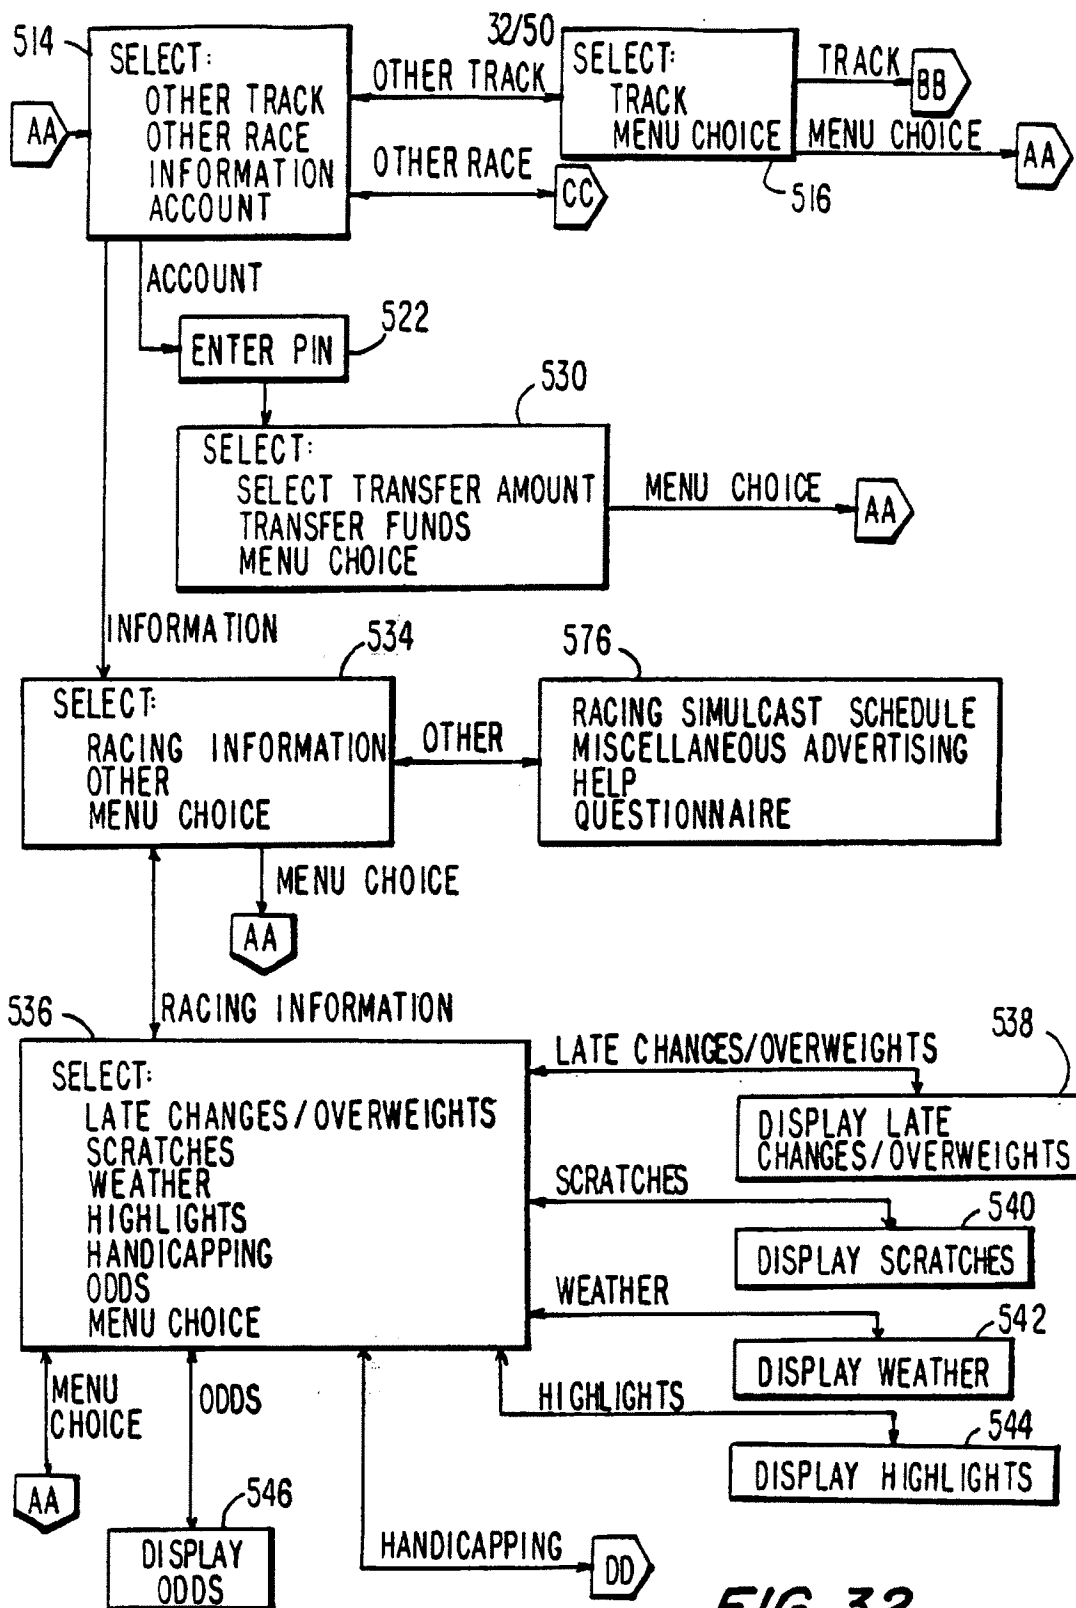 514
SELECT:
OTHER TRACK
OTHER RACE
INFORMATION
ACCOUNT
AA
OTHER TRACK
OTHER RACE
CC
32/50
SELECT:
TRACK
MENU CHOICE
516
TRACK
BB
MENU CHOICE
AA
ACCOUNT
ENTER PIN
522
530
SELECT:
SELECT TRANSFER AMOUNT
TRANSFER FUNDS
MENU CHOICE
MENU CHOICE
AA
INFORMATION
534
SELECT:
RACING INFORMATION
OTHER
MENU CHOICE
OTHER
576
RACING SIMULCAST SCHEDULE
MISCELLANEOUS ADVERTISING
HELP
QUESTIONNAIRE
MENU CHOICE
AA
RACING INFORMATION
536
SELECT:
LATE CHANGES/OVERWEIGHTS
SCRATCHES
WEATHER
HIGHLIGHTS
HANDICAPPING
ODDS
MENU CHOICE
LATE CHANGES/OVERWEIGHTS
538
DISPLAY LATE
CHANGES/OVERWEIGHTS
SCRATCHES
540
DISPLAY SCRATCHES
WEATHER
542
DISPLAY WEATHER
HIGHLIGHTS
544
DISPLAY HIGHLIGHTS
MENU
CHOICE
AA
ODDS
546
DISPLAY
ODDS
HANDICAPPING
DD
FIG. 32